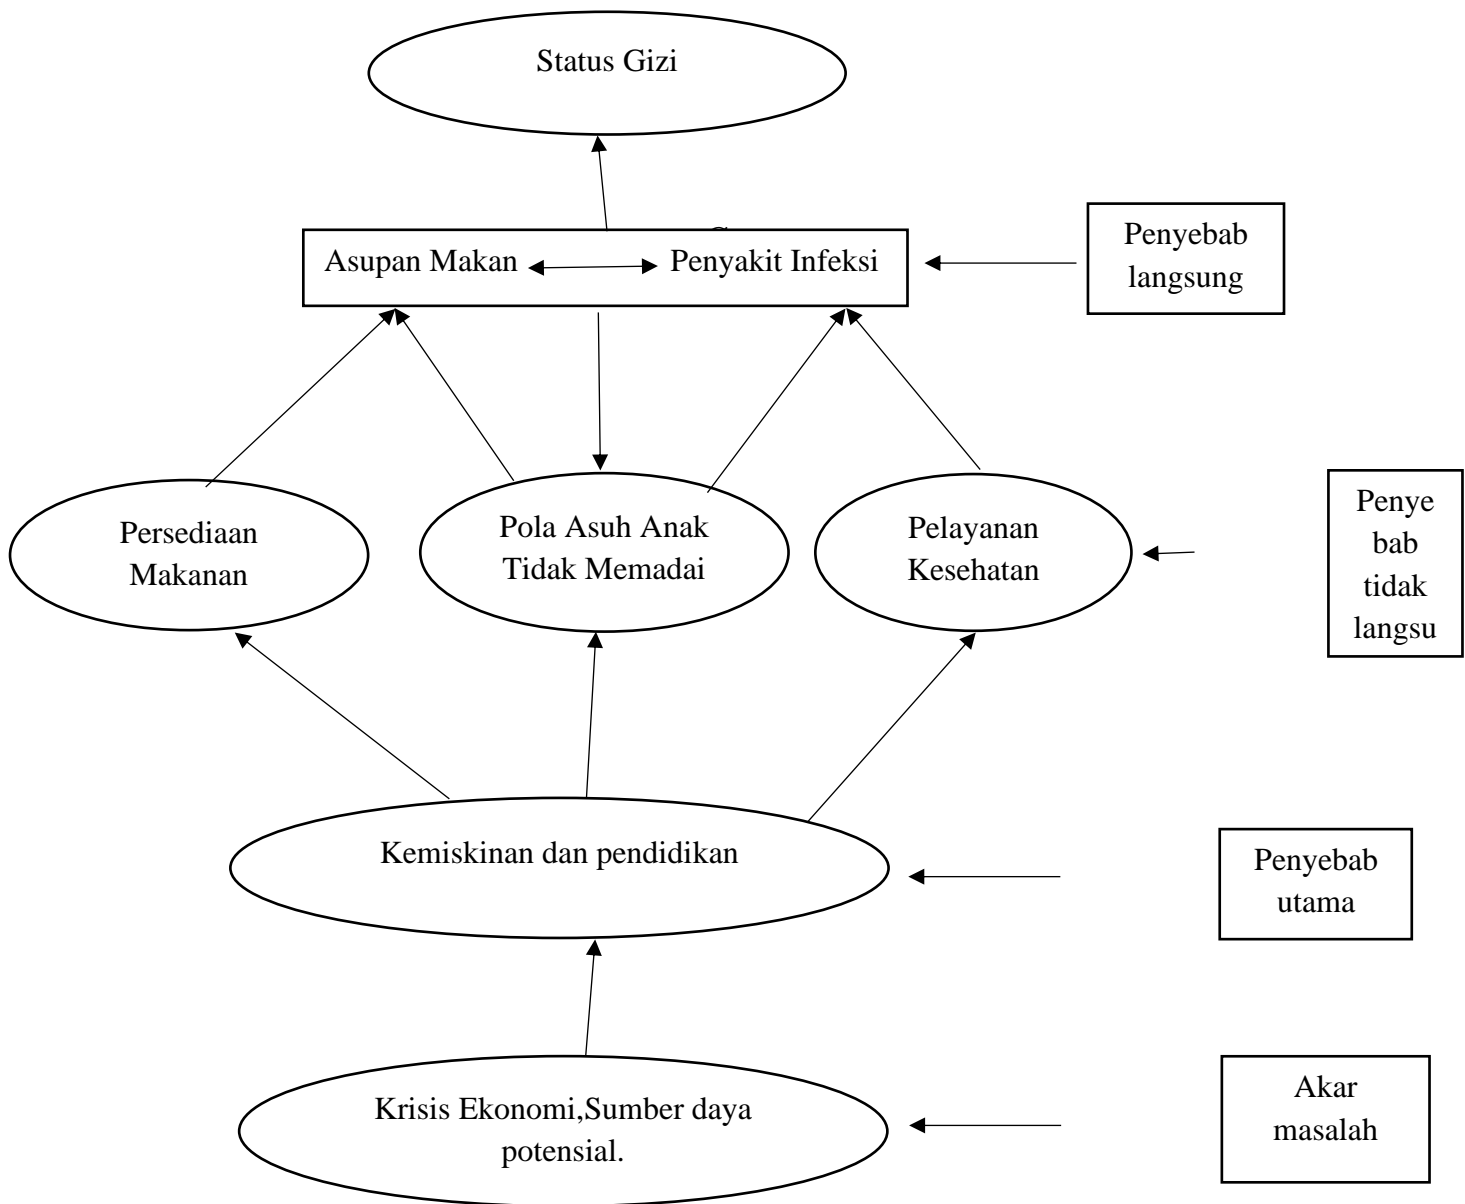 Status Gizi
Asupan Makan
Penyakit Infeksi
Penyebab
langsung
Persediaan
Makanan
Pola Asuh Anak
Tidak Memadai
Pelayanan
Kesehatan
Penye
bab
tidak
langsu
Kemiskinan dan pendidikan
Penyebab
utama
Krisis Ekonomi,Sumber daya
potensial.
Akar
masalah